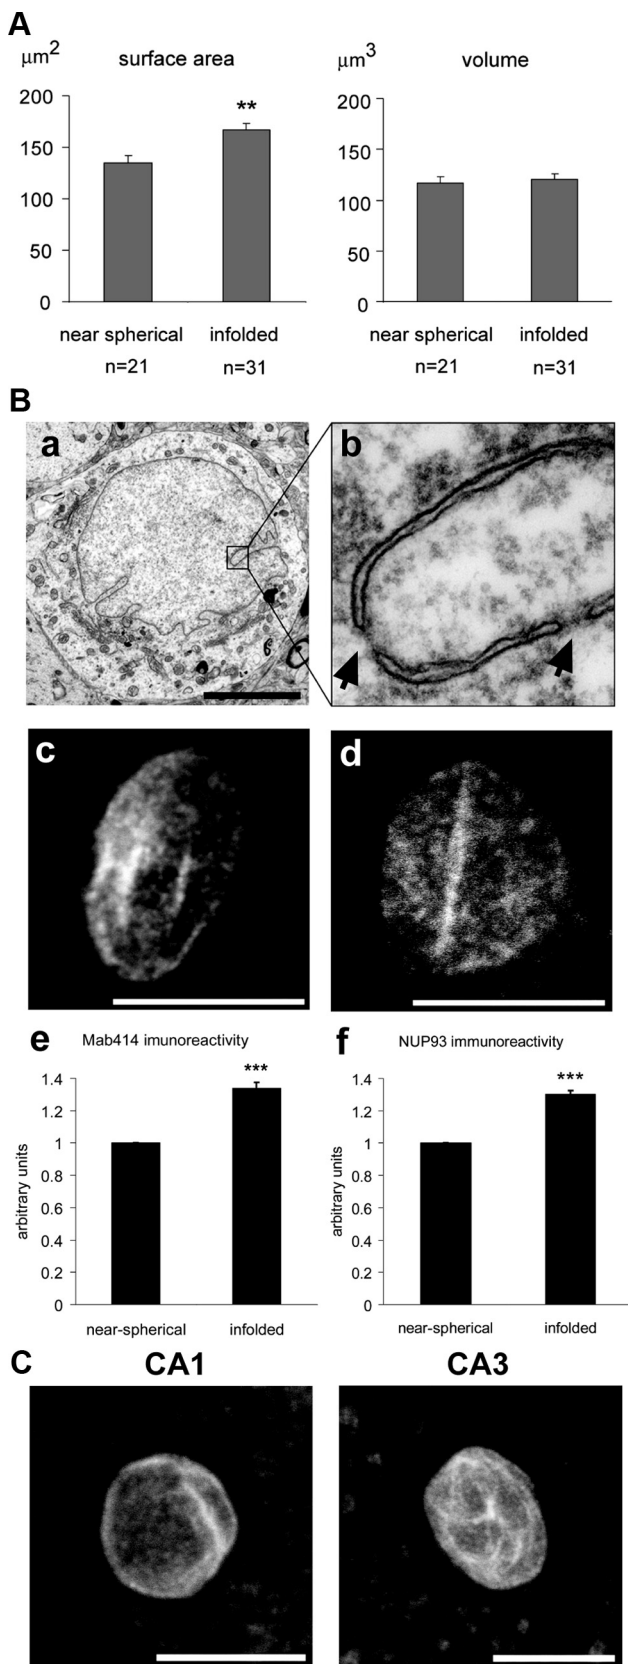 A
μm2 surface area
200
150
100
50
0
**
near spherical infolded
n=21 n=31
μm3 volume
200
150
100
50
0
near spherical infolded
n=21 n=31
B
a
b
c
d
e Mab414 imunoreactivity
arbitrary units
1.4
1.2
1
0.8
0.6
0.4
0.2
0
***
near-spherical infolded
f NUP93 immunoreactivity
arbitrary units
1.4
1.2
1
0.8
0.6
0.4
0.2
0
***
near-spherical infolded
C CA1 CA3